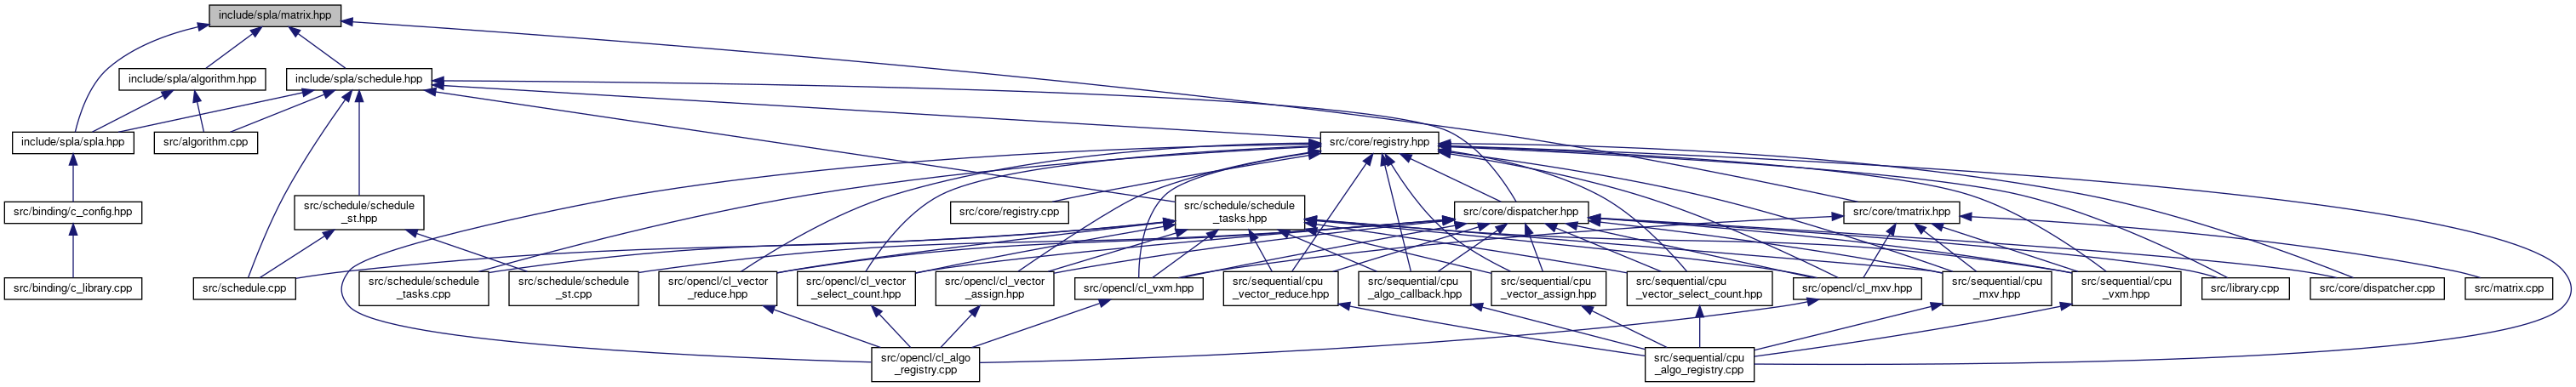 include/spla/matrix.hpp
include/spla/algorithm.hpp
include/spla/schedule.hpp
include/spla/spla.hpp
src/algorithm.cpp
src/core/registry.hpp
src/binding/c_config.hpp
src/schedule/schedule
_st.hpp
src/core/registry.cpp
src/schedule/schedule
_tasks.hpp
src/core/dispatcher.hpp
src/core/tmatrix.hpp
src/binding/c_library.cpp
src/schedule.cpp
src/schedule/schedule
_tasks.cpp
src/schedule/schedule
_st.cpp
src/opencl/cl_vector
_reduce.hpp
src/opencl/cl_vector
_select_count.hpp
src/opencl/cl_vector
_assign.hpp
src/opencl/cl_vxm.hpp
src/sequential/cpu
_vector_reduce.hpp
src/sequential/cpu
_algo_callback.hpp
src/sequential/cpu
_vector_assign.hpp
src/sequential/cpu
_vector_select_count.hpp
src/opencl/cl_mxv.hpp
src/sequential/cpu
_mxv.hpp
src/sequential/cpu
_vxm.hpp
src/library.cpp
src/core/dispatcher.cpp
src/matrix.cpp
src/opencl/cl_algo
_registry.cpp
src/sequential/cpu
_algo_registry.cpp